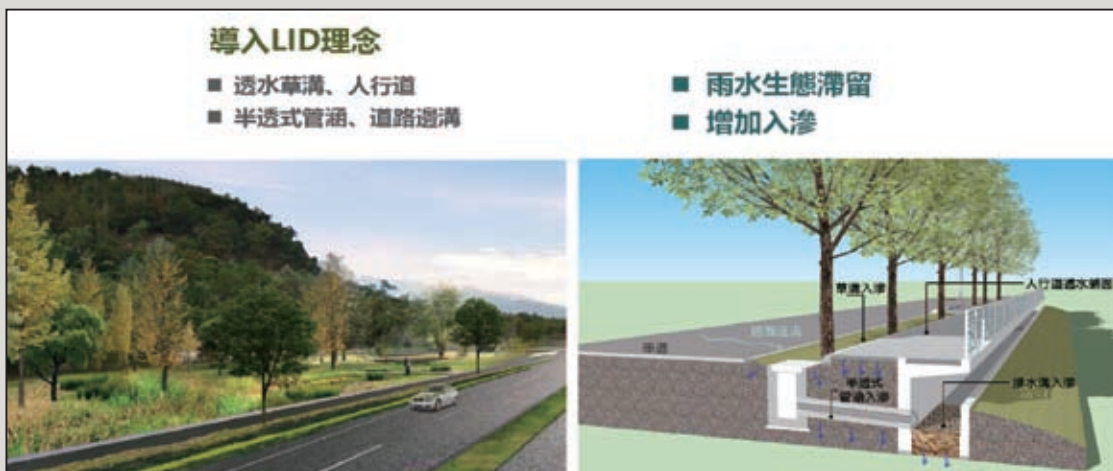 導入LID理念
■ 透水草溝、人行道
■ 半透式管涵、道路邊溝
■ 雨水生態滯留
■ 增加入滲
草溝入滲
人行道透水鋪面
車道
半透式
管涵入滲
排水溝入滲